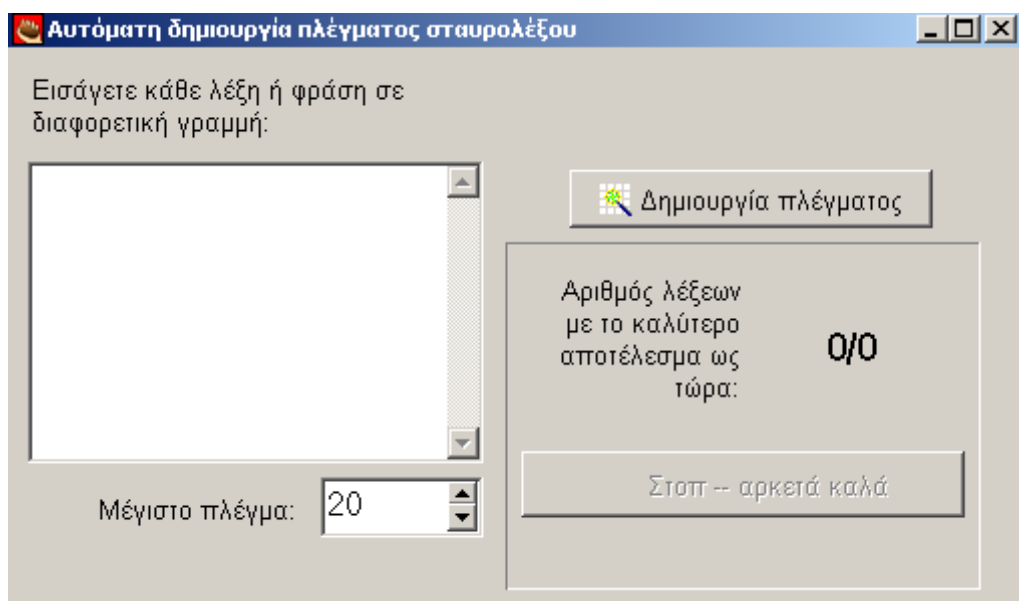 Αυτόματη δημιουργία πλέγματος σταυρολέξου
Εισάγετε κάθε λέξη ή φράση σε
διαφορετική γραμμή:
Δημιουργία πλέγματος
Αριθμός λέξεων
με το καλύτερο
αποτέλεσμα ως
τώρα:
0/0
Στοπ -- αρκετά καλά
Μέγιστο πλέγμα:
20